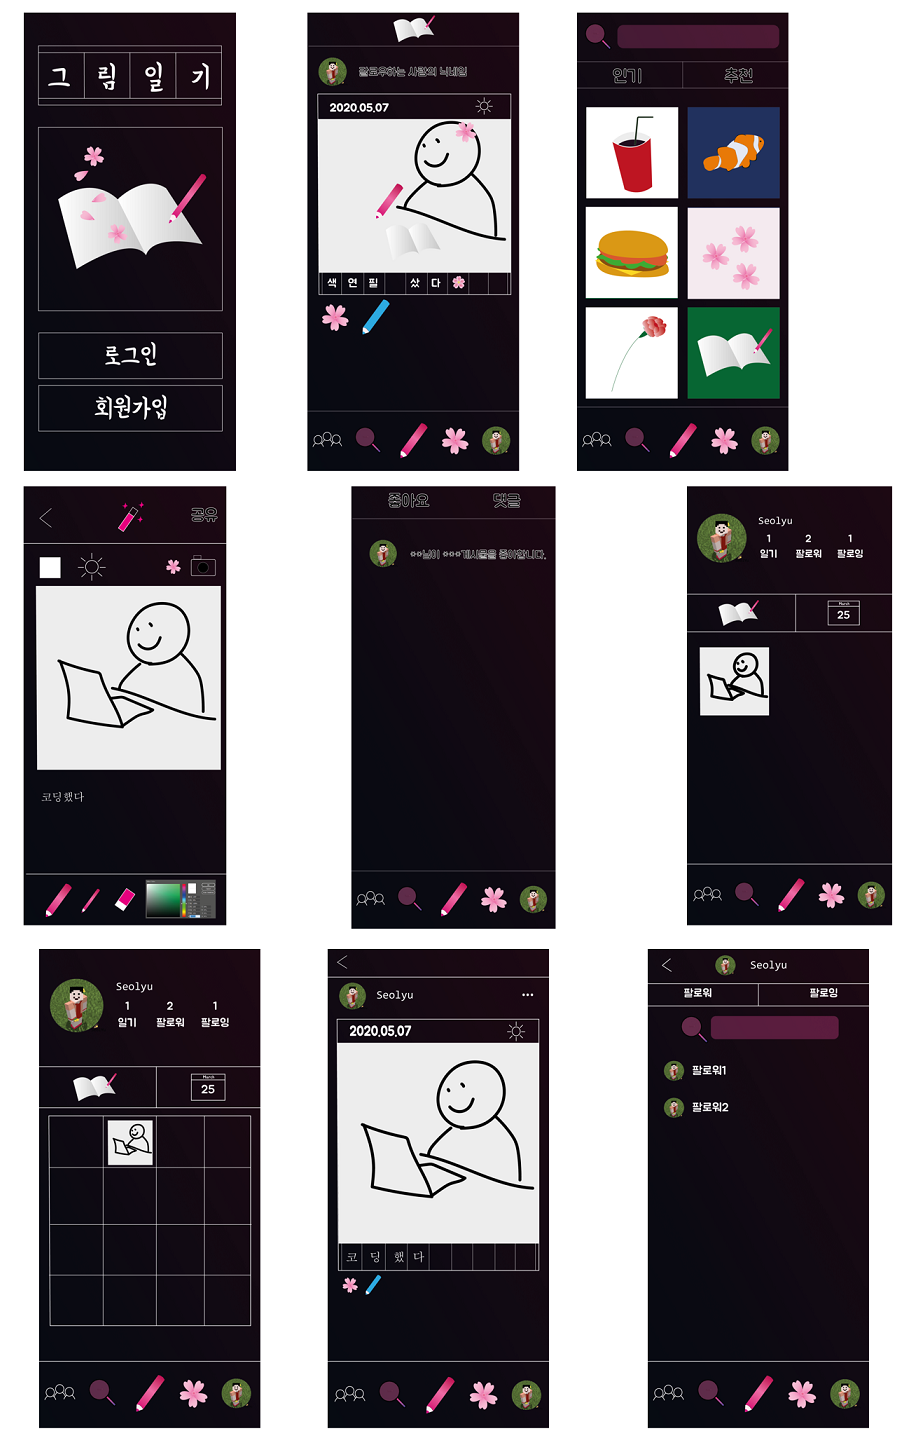 그 림 일 기
로그인
회원가입
팔로우하는 사람의 닉네임
2020.05.07
색 연 필 샀 다
인기 추천
공유
코딩했다
좋아요 댓글
**님이 ***게시물을 좋아합니다.
Seolyu
1 2 1
일기 팔로워 팔로잉
March
25
Seolyu
1 2 1
일기 팔로워 팔로잉
March
25
Seolyu
2020.05.07
코 딩 했 다
Seolyu
팔로워 팔로잉
팔로워1
팔로워2